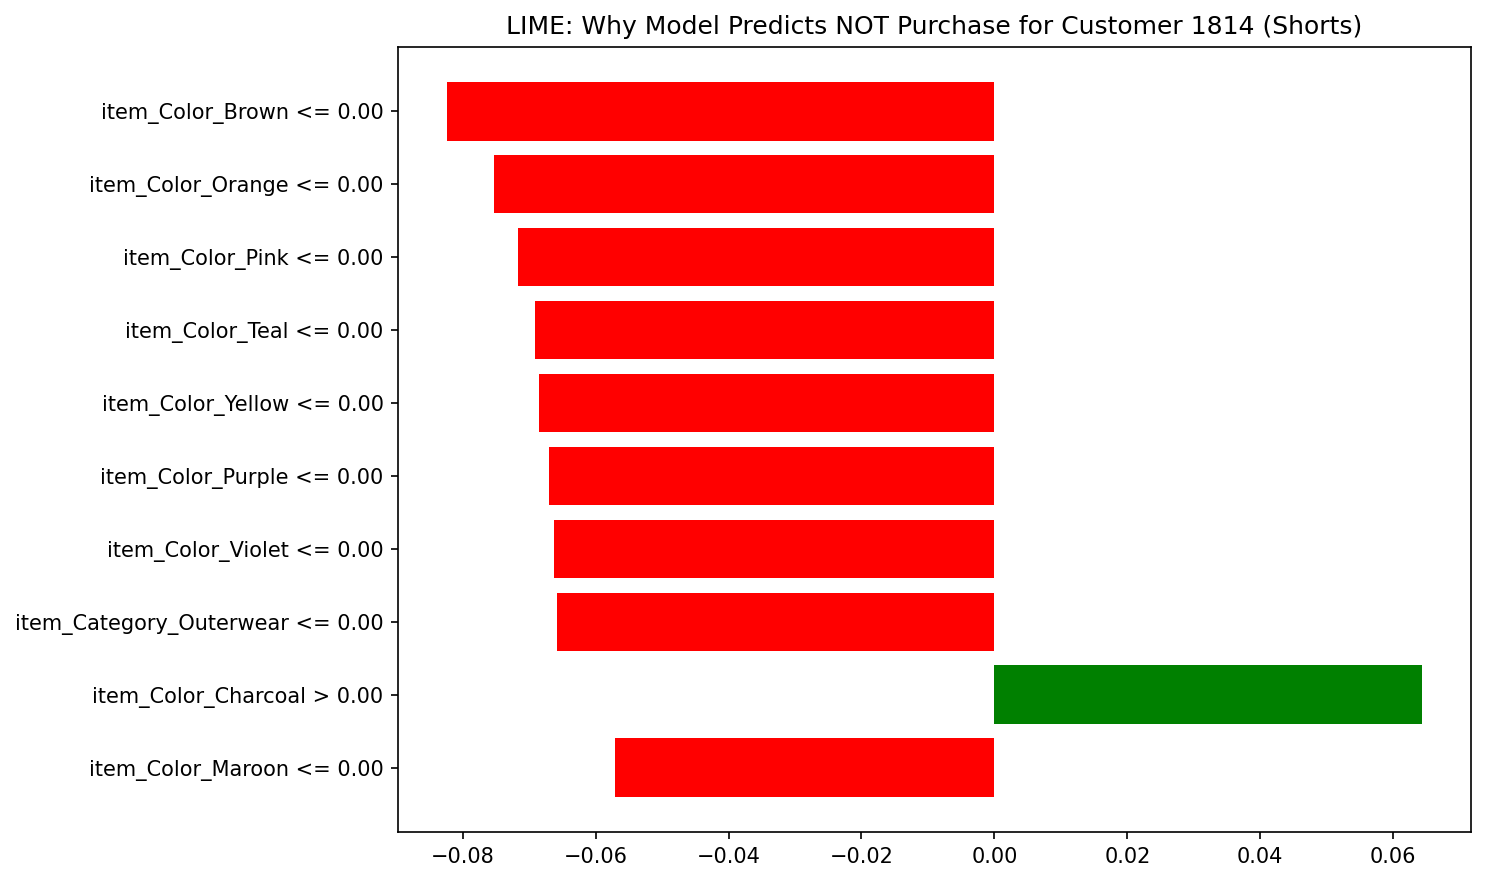 LIME: Why Model Predicts NOT Purchase for Customer 1814 (Shorts)
item_Color_Brown <= 0.00
item_Color_Orange <= 0.00
item_Color_Pink <= 0.00
item_Color_Teal <= 0.00
item_Color_Yellow <= 0.00
item_Color_Purple <= 0.00
item_Color_Violet <= 0.00
item_Category_Outerwear <= 0.00
item_Color_Charcoal > 0.00
item_Color_Maroon <= 0.00
−0.08 −0.06 −0.04 −0.02 0.00 0.02 0.04 0.06